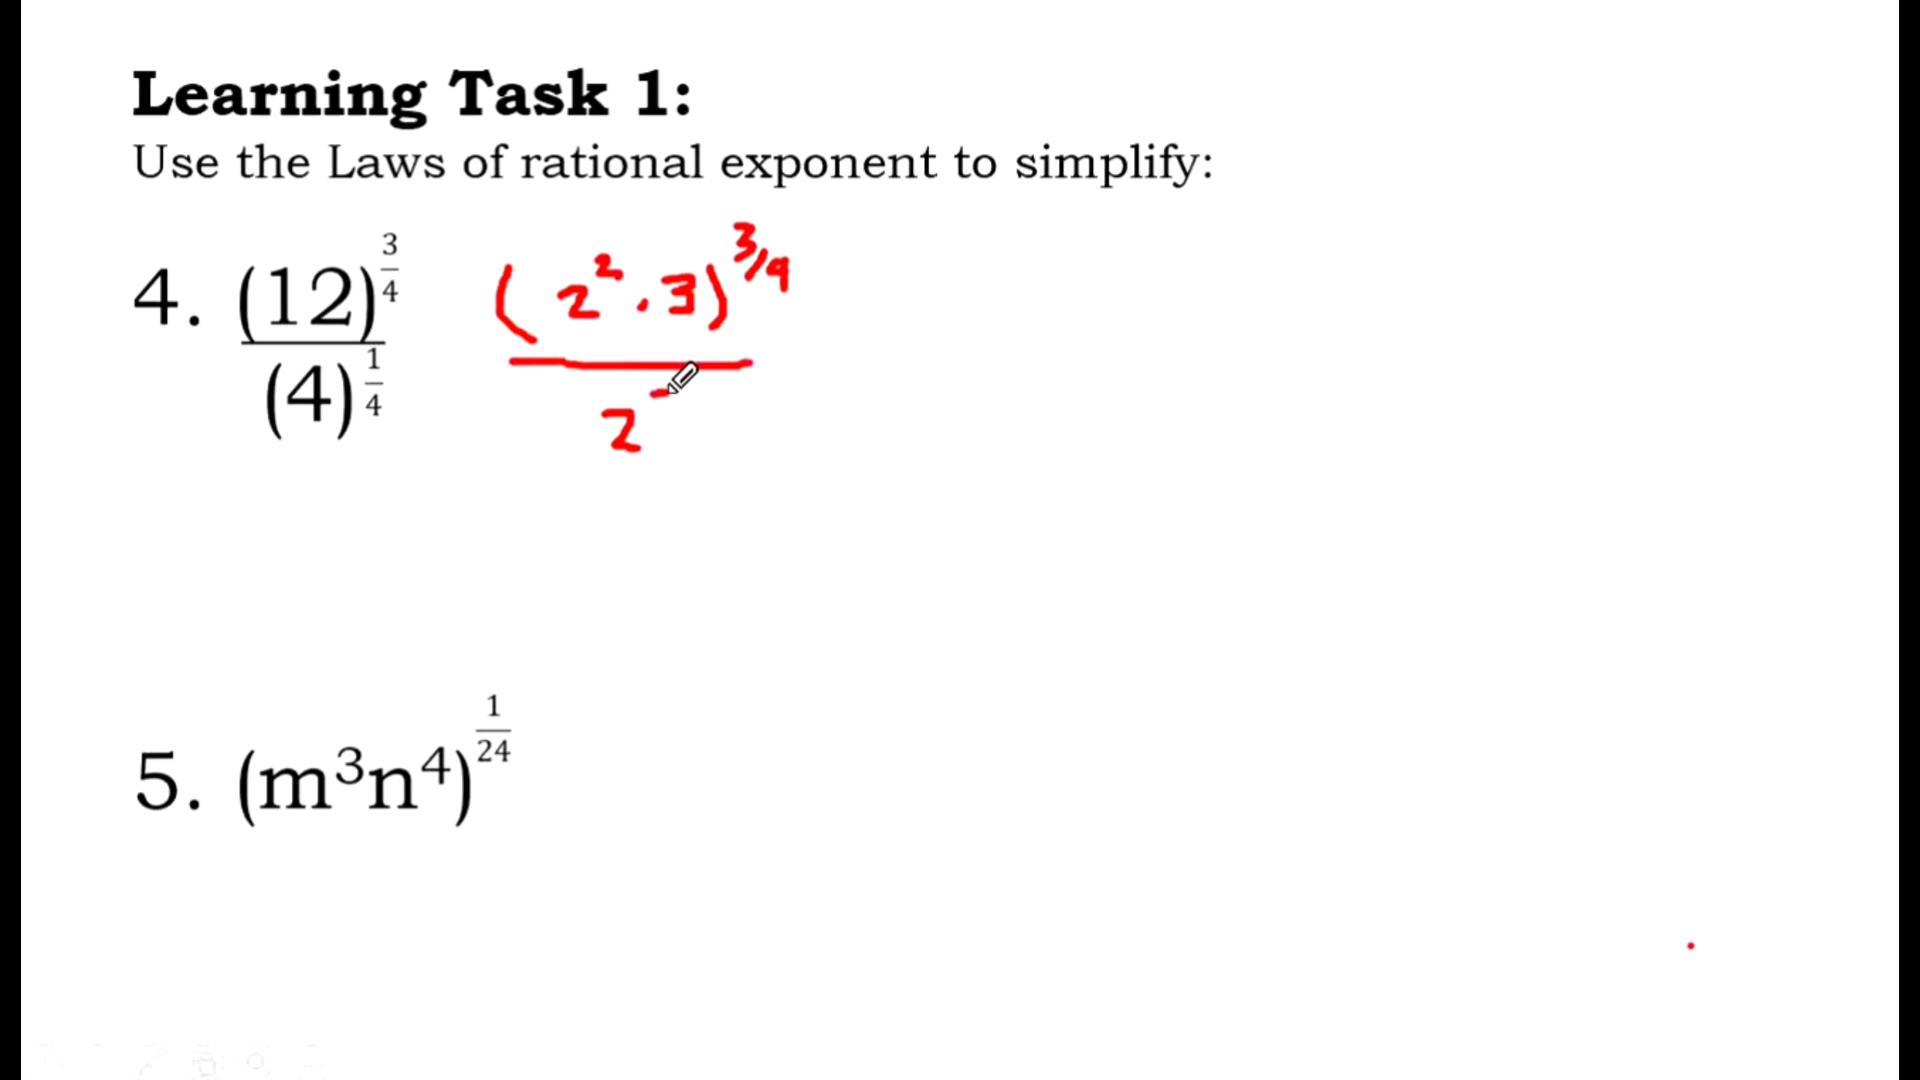 Learning Task 1:
Use the Laws of rational exponent to simplify:
4. (12)^(3/4) / (4)^(1/4)
(2² · 3)^(3/4) / 2
5. (m³n⁴)^(1/24)